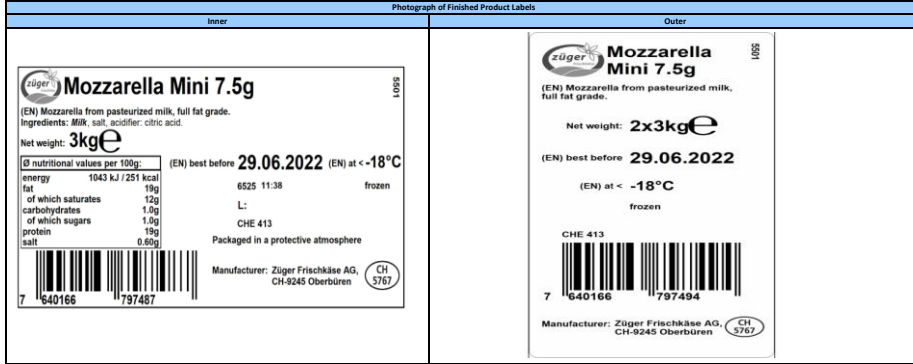 Photograph of Finished Product Labels
Inner
Outer
züger
Mozzarella Mini 7.5g
5501
(EN) Mozzarella from pasteurized milk, full fat grade.
Ingredients: Milk, salt, acidifier: citric acid.
Net weight: 3kg℮
Ø nutritional values per 100g:
energy 1043 kJ / 251 kcal
fat 19g
of which saturates 12g
carbohydrates 1.0g
of which sugars 1.0g
protein 19g
salt 0.60g
(EN) best before 29.06.2022 (EN) at < -18°C
6525 11:38 frozen
L:
CHE 413
Packaged in a protective atmosphere
Manufacturer: Züger Frischkäse AG,
CH-9245 Oberbüren
CH
5767
7 640166 797487
züger
Mozzarella
Mini 7.5g
5501
(EN) Mozzarella from pasteurized milk,
full fat grade.
Net weight: 2x3kg℮
(EN) best before 29.06.2022
(EN) at < -18°C
frozen
CHE 413
7 640166 797494
Manufacturer: Züger Frischkäse AG,
CH-9245 Oberbüren
CH
5767